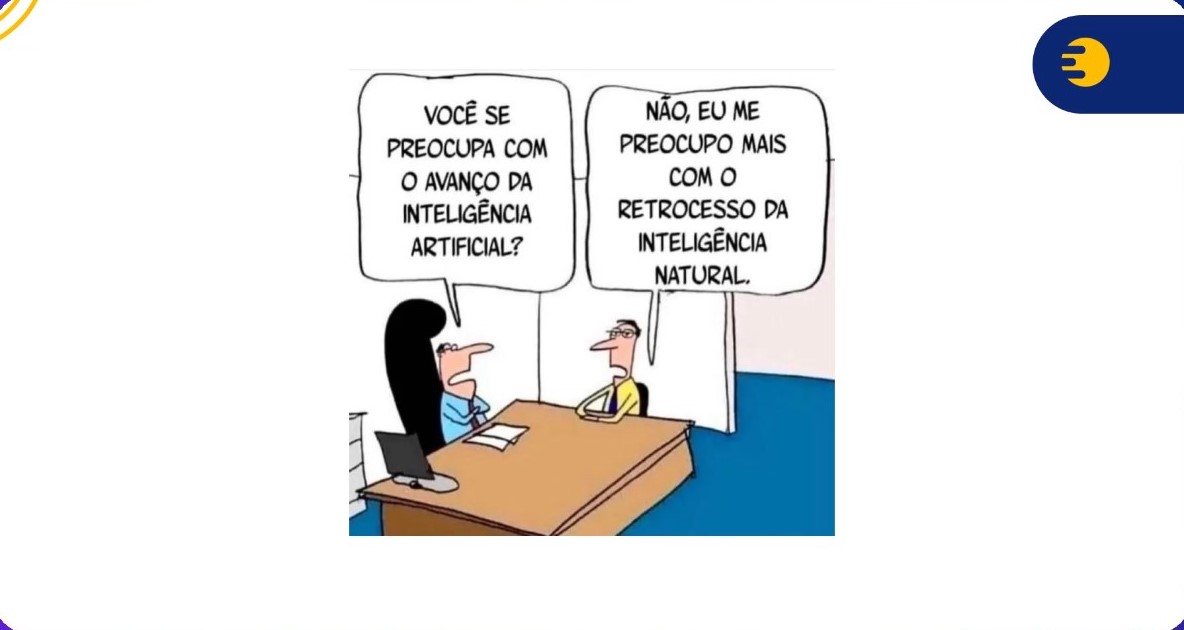 VOCÊ SE
PREOCUPA COM
O AVANÇO DA
INTELIGÊNCIA
ARTIFICIAL?
NÃO, EU ME
PREOCUPO MAIS
COM O
RETROCESSO DA
INTELIGÊNCIA
NATURAL.